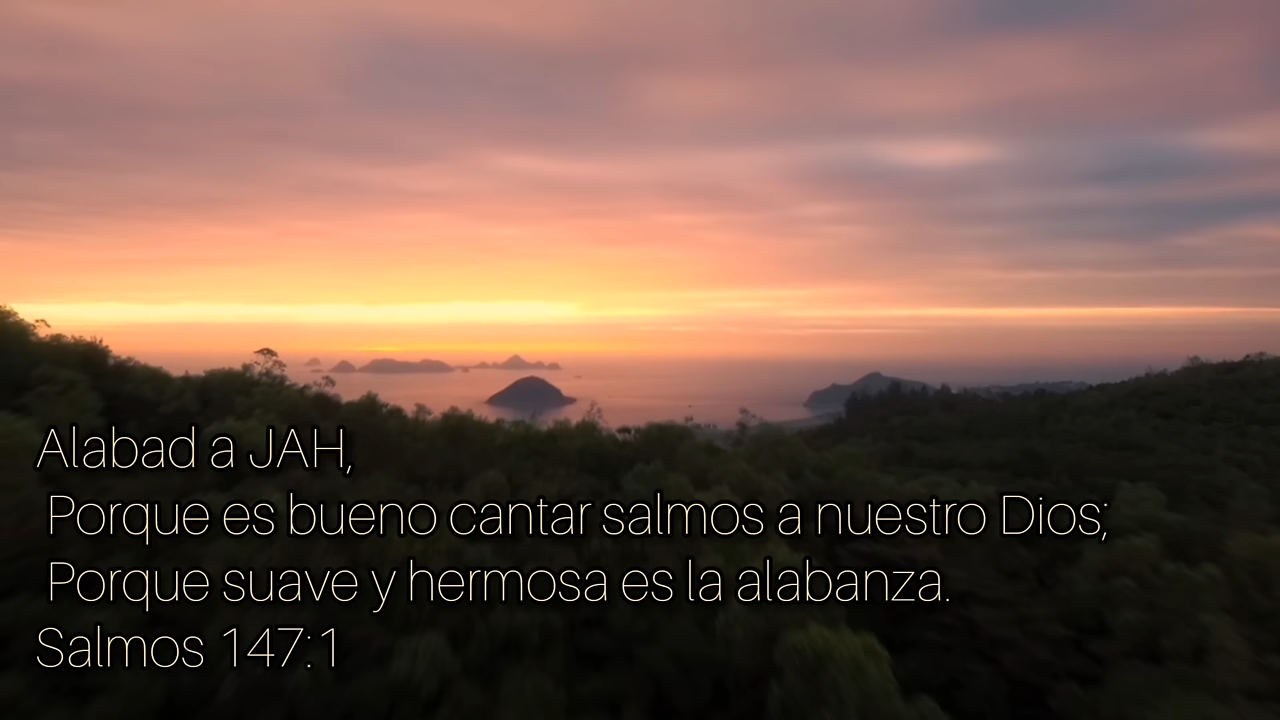 Alabad a JAH,
Porque es bueno cantar salmos a nuestro Dios;
Porque suave y hermosa es la alabanza.
Salmos 147:1